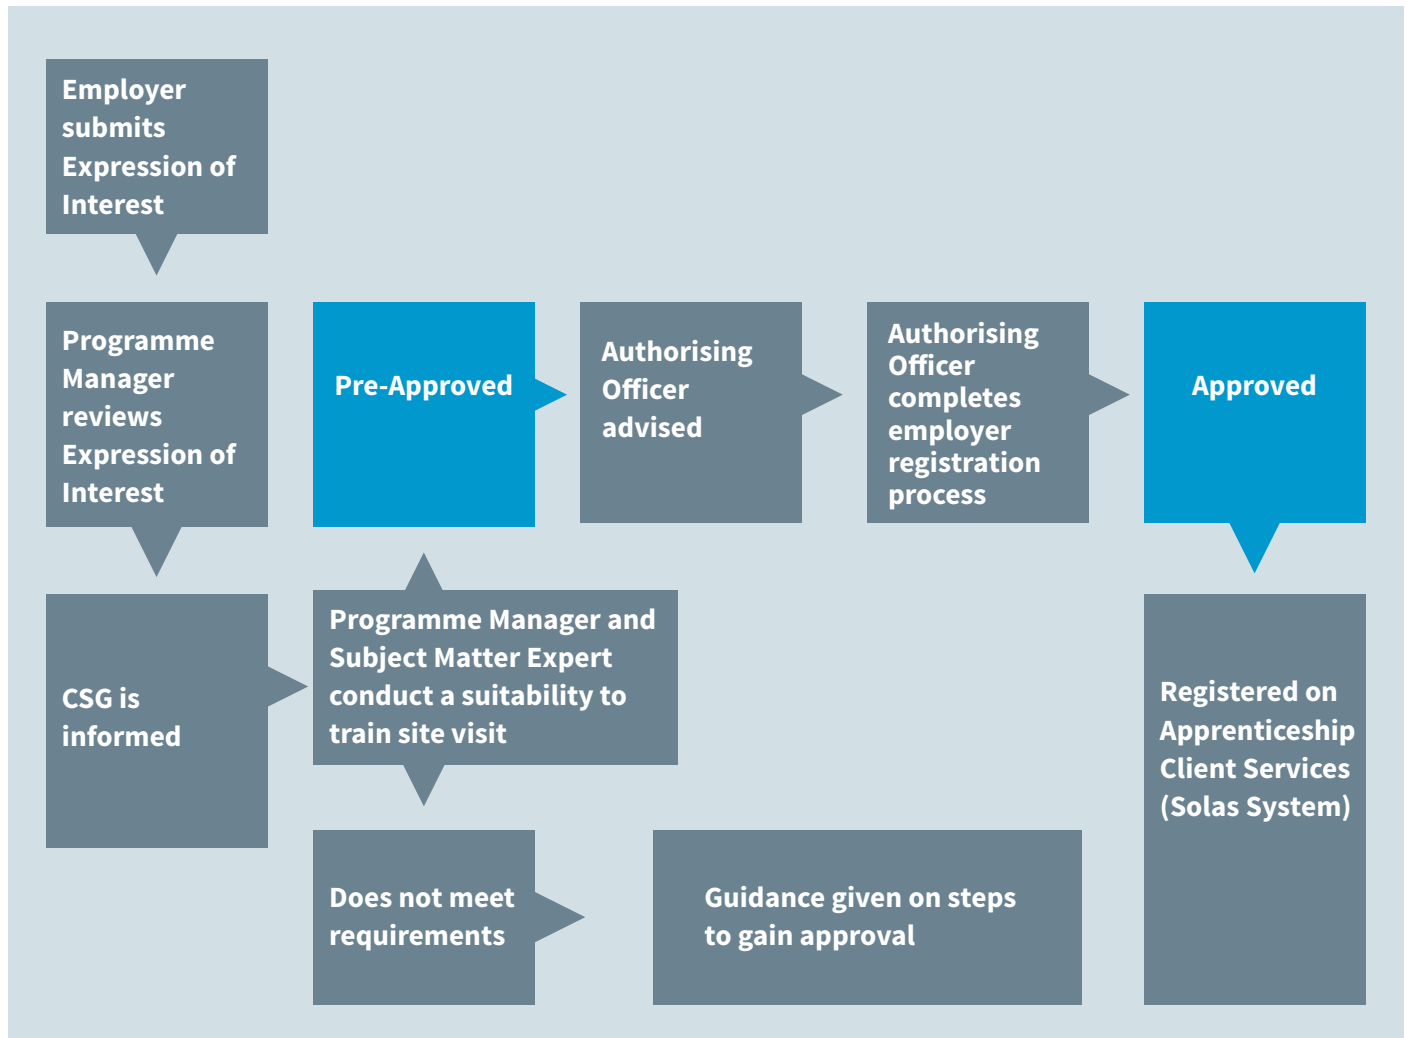 Employer
submits
Expression of
Interest
Programme
Manager
reviews
Expression of
Interest
Pre-Approved
Authorising
Officer
advised
Authorising
Officer
completes
employer
registration
process
Approved
CSG is
informed
Programme Manager and
Subject Matter Expert
conduct a suitability to
train site visit
Registered on
Apprenticeship
Client Services
(Solas System)
Does not meet
requirements
Guidance given on steps
to gain approval